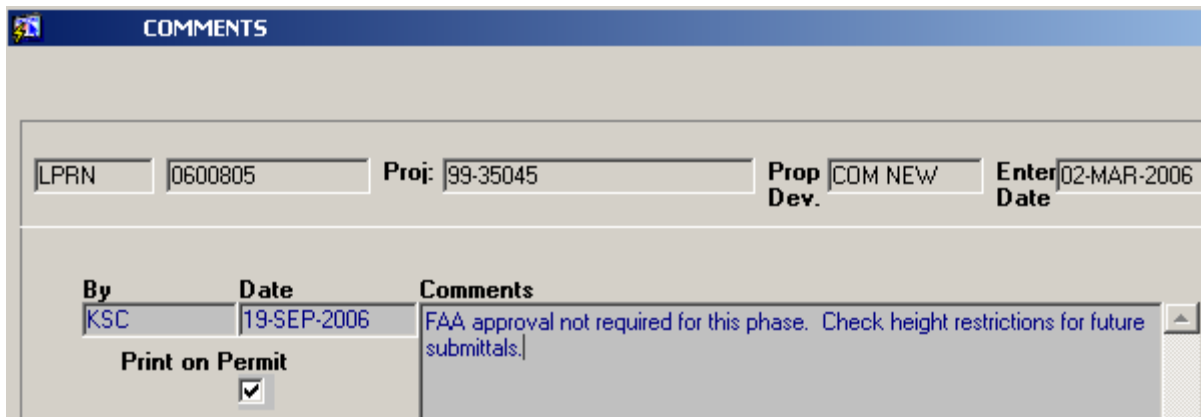 COMMENTS
LPRN 0600805 Proj: 99-35045 Prop Dev. COM NEW Enter Date 02-MAR-2006
By Date Comments
KSC 19-SEP-2006 FAA approval not required for this phase. Check height restrictions for future
submittals.
Print on Permit